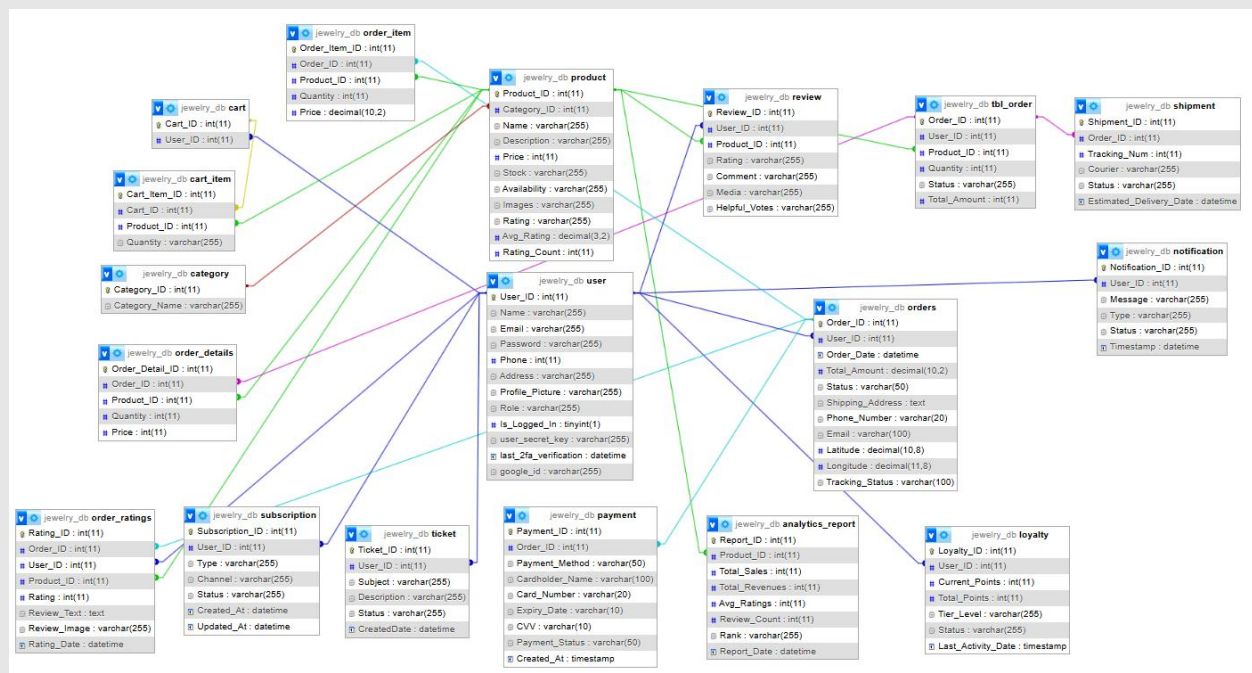 jewelry_db order_item
Order_Item_ID : int(11)
Order_ID : int(11)
Product_ID : int(11)
Quantity : int(11)
Price : decimal(10,2)
jewelry_db product
Product_ID : int(11)
Category_ID : int(11)
Name : varchar(255)
Description : varchar(255)
Price : int(11)
Stock : varchar(255)
Availability : varchar(255)
Images : varchar(255)
Rating : varchar(255)
Avg_Rating : decimal(3,2)
Rating_Count : int(11)
jewelry_db review
Review_ID : int(11)
User_ID : int(11)
Product_ID : int(11)
Rating : varchar(255)
Comment : varchar(255)
Media : varchar(255)
Helpful_Votes : varchar(255)
jewelry_db tbl_order
Order_ID : int(11)
User_ID : int(11)
Product_ID : int(11)
Quantity : int(11)
Status : varchar(255)
Total_Amount : int(11)
jewelry_db shipment
Shipment_ID : int(11)
Order_ID : int(11)
Tracking_Num : int(11)
Courier : varchar(255)
Status : varchar(255)
Estimated_Delivery_Date : datetime
jewelry_db cart
Cart_ID : int(11)
User_ID : int(11)
jewelry_db cart_item
Cart_Item_ID : int(11)
Cart_ID : int(11)
Product_ID : int(11)
Quantity : varchar(255)
jewelry_db category
Category_ID : int(11)
Category_Name : varchar(255)
jewelry_db user
User_ID : int(11)
Name : varchar(255)
Email : varchar(255)
Password : varchar(255)
Phone : int(11)
Address : varchar(255)
Profile_Picture : varchar(255)
Role : varchar(255)
Is_Logged_In : tinyint(1)
user_secret_key : varchar(255)
last_2fa_verification : datetime
google_id : varchar(255)
jewelry_db notification
Notification_ID : int(11)
User_ID : int(11)
Message : varchar(255)
Type : varchar(255)
Status : varchar(255)
Timestamp : datetime
jewelry_db orders
Order_ID : int(11)
User_ID : int(11)
Order_Date : datetime
Total_Amount : decimal(10,2)
Status : varchar(50)
Shipping_Address : text
Phone_Number : varchar(20)
Email : varchar(100)
Latitude : decimal(10,8)
Longitude : decimal(11,8)
Tracking_Status : varchar(100)
jewelry_db order_details
Order_Detail_ID : int(11)
Order_ID : int(11)
Product_ID : int(11)
Quantity : int(11)
Price : int(11)
jewelry_db order_ratings
Rating_ID : int(11)
Order_ID : int(11)
User_ID : int(11)
Product_ID : int(11)
Rating : int(11)
Review_Text : text
Review_Image : varchar(255)
Rating_Date : datetime
jewelry_db subscription
Subscription_ID : int(11)
User_ID : int(11)
Type : varchar(255)
Channel : varchar(255)
Status : varchar(255)
Created_At : datetime
Updated_At : datetime
jewelry_db ticket
Ticket_ID : int(11)
User_ID : int(11)
Subject : varchar(255)
Description : varchar(255)
Status : varchar(255)
CreatedDate : datetime
jewelry_db payment
Payment_ID : int(11)
Order_ID : int(11)
Payment_Method : varchar(50)
Cardholder_Name : varchar(100)
Card_Number : varchar(20)
Expiry_Date : varchar(10)
CVV : varchar(10)
Payment_Status : varchar(50)
Created_At : timestamp
jewelry_db analytics_report
Report_ID : int(11)
Product_ID : int(11)
Total_Sales : int(11)
Total_Revenues : int(11)
Avg_Ratings : int(11)
Review_Count : int(11)
Rank : varchar(255)
Report_Date : datetime
jewelry_db loyalty
Loyalty_ID : int(11)
User_ID : int(11)
Current_Points : int(11)
Total_Points : int(11)
Tier_Level : varchar(255)
Status : varchar(255)
Last_Activity_Date : timestamp